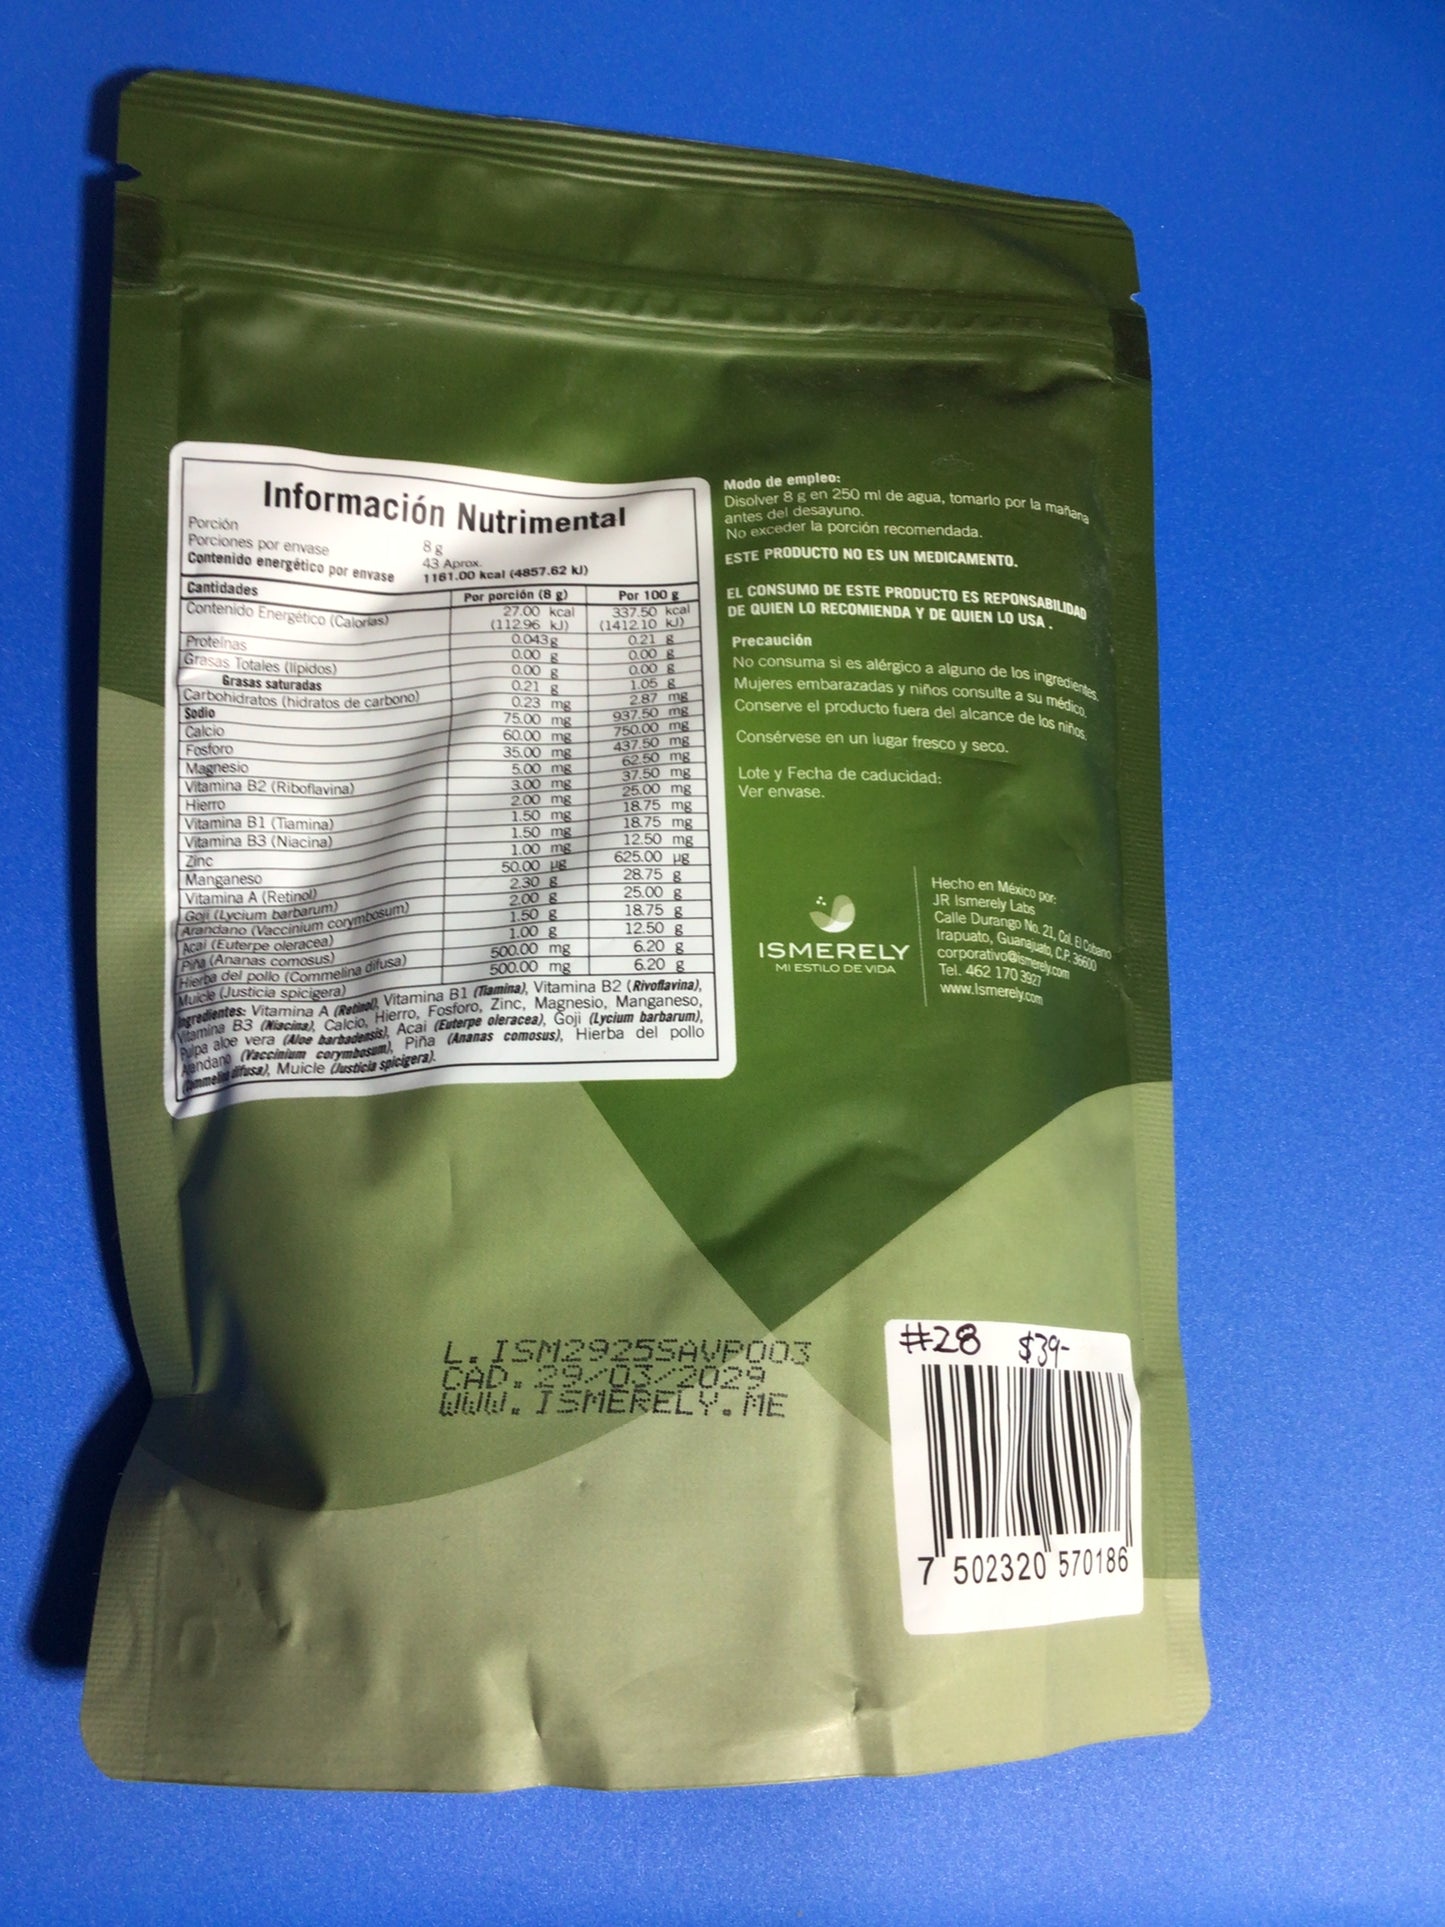 Información Nutrimental
Porción 8 g
Porciones por envase 43 Aprox.
Contenido energético por envase 1161.00 kcal (4857.62 kJ)
Cantidades Por porción (8 g) Por 100 g
Contenido Energético (Calorías) 27.00 kcal 337.50 kcal
(112.96 kJ) (1412.10 kJ)
Proteínas 0.043g 0.21 g
Grasas Totales (lípidos) 0.00 g 0.00 g
Grasas saturadas 0.00 g 0.00 g
Carbohidratos (hidratos de carbono) 0.21 g 1.05 g
Sodio 0.23 mg 2.87 mg
Calcio 75.00 mg 937.50 mg
Fosforo 60.00 mg 750.00 mg
Magnesio 35.00 mg 437.50 mg
Vitamina B2 (Riboflavina) 5.00 mg 62.50 mg
Hierro 3.00 mg 37.50 mg
Vitamina B1 (Tiamina) 2.00 mg 25.00 mg
Vitamina B3 (Niacina) 1.50 mg 18.75 mg
Zinc 1.50 mg 18.75 mg
Manganeso 1.00 mg 12.50 mg
Vitamina A (Retinol) 50.00 µg 625.00 µg
Goji (Lycium barbarum) 2.30 g 28.75 g
Arandano (Vaccinium corymbosum) 2.00 g 25.00 g
Acai (Euterpe oleracea) 1.50 g 18.75 g
Piña (Ananas comosus) 1.00 g 12.50 g
Hierba del pollo (Commelina difusa) 500.00 mg 6.20 g
Muicle (Justicia spicigera) 500.00 mg 6.20 g
Ingredientes: Vitamina A (Retinol), Vitamina B1 (Tiamina), Vitamina B2 (Rivoflavina),
Vitamina B3 (Niacina), Calcio, Hierro, Fosforo, Zinc, Magnesio, Manganeso,
Pulpa aloe vera (Aloe barbadensis), Acai (Euterpe oleracea), Goji (Lycium barbarum),
Arandano (Vaccinium corymbosum), Piña (Ananas comosus), Hierba del pollo
(Commelina difusa), Muicle (Justicia spicigera).
Modo de empleo:
Disolver 8 g en 250 ml de agua, tomarlo por la mañana
antes del desayuno.
No exceder la porción recomendada.
ESTE PRODUCTO NO ES UN MEDICAMENTO.
EL CONSUMO DE ESTE PRODUCTO ES REPONSABILIDAD
DE QUIEN LO RECOMIENDA Y DE QUIEN LO USA .
Precaución
No consuma si es alérgico a alguno de los ingredientes.
Mujeres embarazadas y niños consulte a su médico.
Conserve el producto fuera del alcance de los niños.
Consérvese en un lugar fresco y seco.
Lote y Fecha de caducidad:
Ver envase.
ISMERELY
MI ESTILO DE VIDA
Hecho en México por:
JR Ismerely Labs
Calle Durango No. 21, Col. El Cobano
Irapuato, Guanajuato, C.P. 36600
corporativo@ismerely.com
Tel. 462 170 3927
www.Ismerely.com
L. ISM2925SAVP003
CAD. 29/03/2029
WWW.ISMERELY.ME
#28 $39-
7 502320 570186